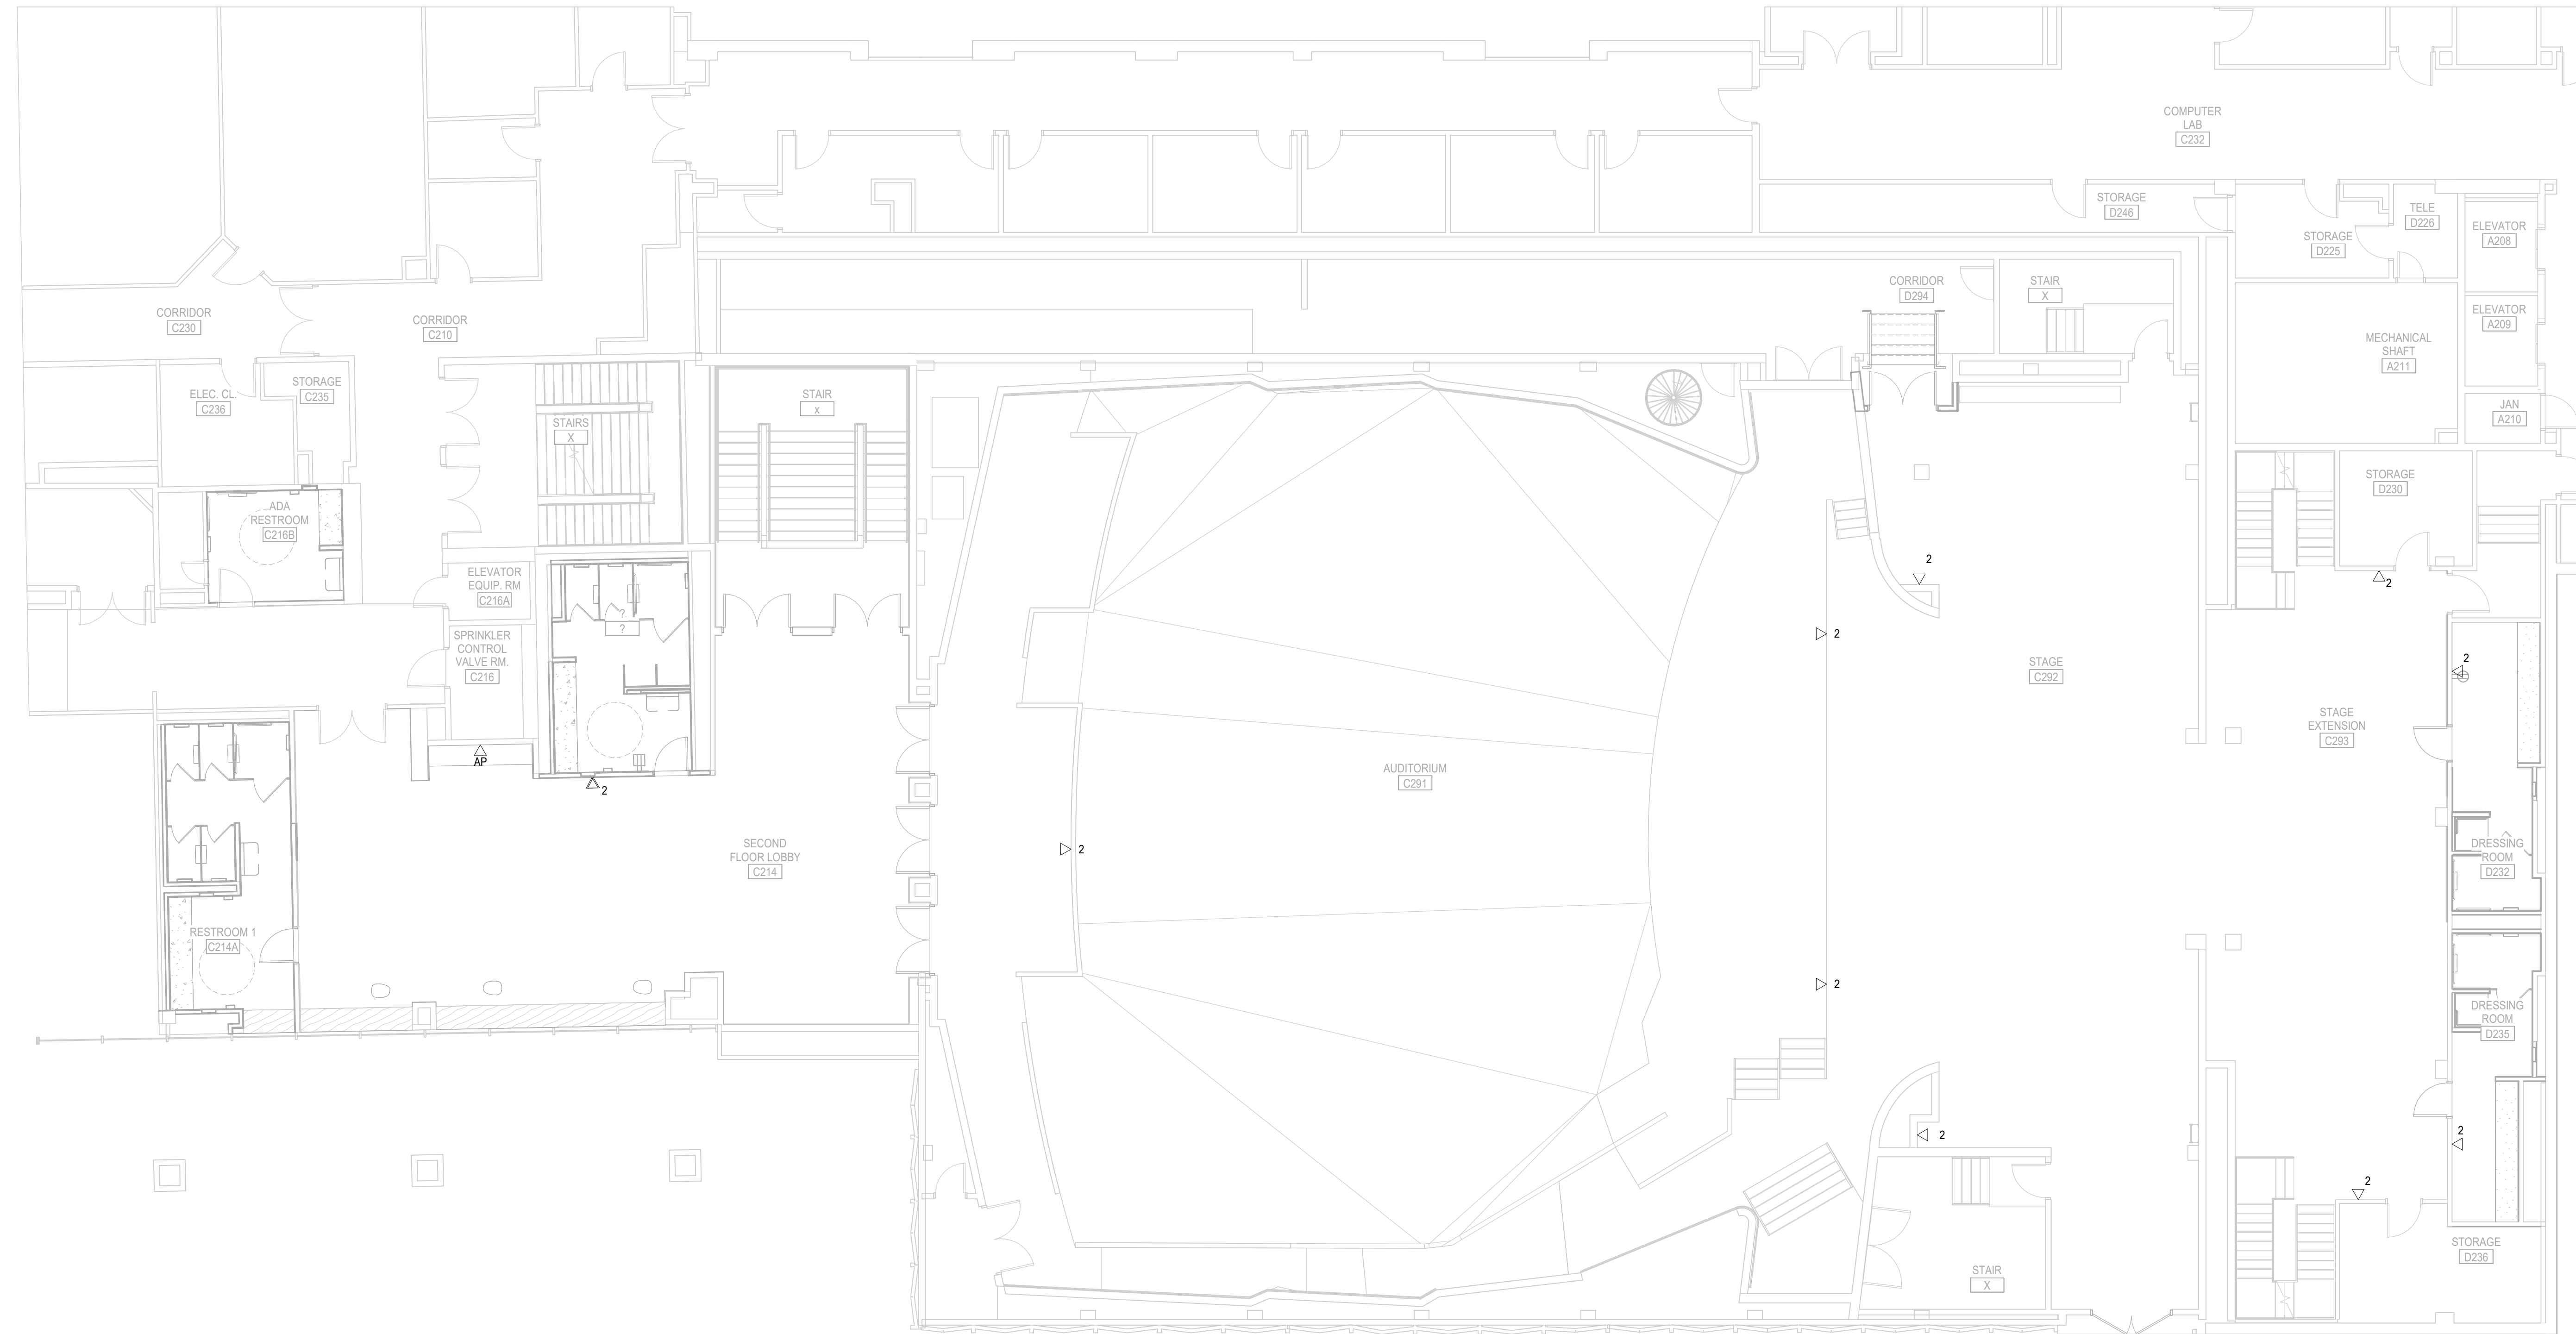 COMPUTER
LAB
C232
STORAGE
D246
TELE
D226
STORAGE
D225
ELEVATOR
A208
CORRIDOR
C230
CORRIDOR
C210
CORRIDOR
D294
STAIR
X
ELEVATOR
A209
MECHANICAL
SHAFT
A211
ELEC. CL.
C236
STORAGE
C235
STAIRS
X
STAIR
x
JAN
A210
STORAGE
D230
ADA
RESTROOM
C216B
ELEVATOR
EQUIP. RM
C216A
?
?
SPRINKLER
CONTROL
VALVE RM.
C216
2
2
2
2
STAGE
C292
STAGE
EXTENSION
C293
AP
2
AUDITORIUM
C291
SECOND
FLOOR LOBBY
C214
2
DRESSING
ROOM
D232
RESTROOM 1
C214A
2
DRESSING
ROOM
D235
2
2
2
STORAGE
D236
STAIR
X